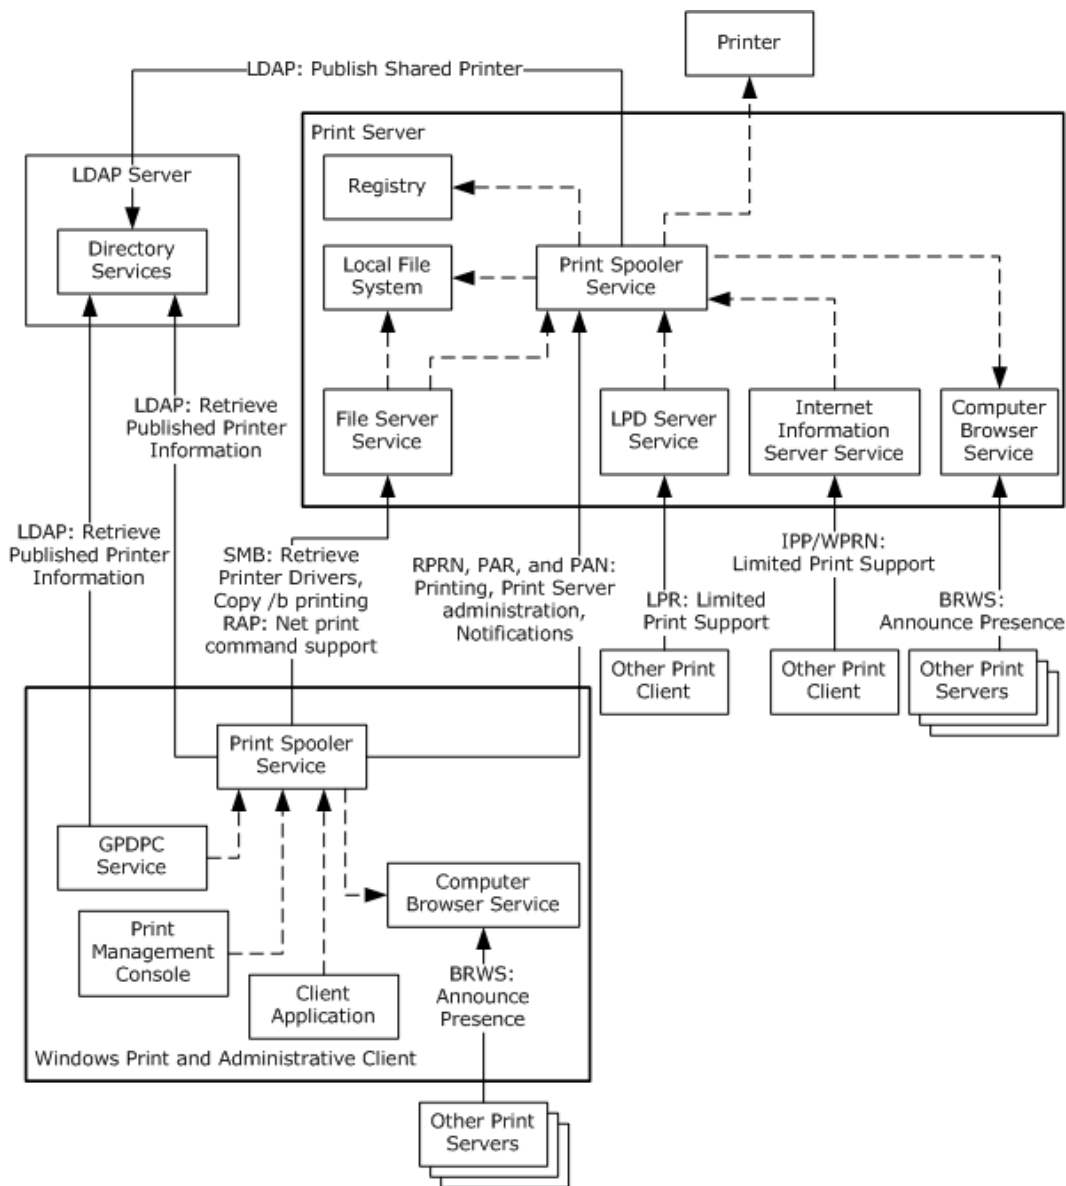 Printer
LDAP: Publish Shared Printer
Print Server
LDAP Server
Registry
Directory
Services
Local File
System
Print Spooler
Service
LDAP: Retrieve
Published Printer
Information
File Server
Service
LPD Server
Service
Internet
Information
Server Service
Computer
Browser
Service
LDAP: Retrieve
Published Printer
Information
SMB: Retrieve
Printer Drivers,
Copy /b printing
RAP: Net print
command support
RPRN, PAR, and PAN:
Printing, Print Server
administration,
Notifications
LPR: Limited
Print Support
IPP/WPRN:
Limited Print Support
BRWS:
Announce Presence
Other Print
Client
Other Print
Client
Other Print
Servers
Print Spooler
Service
GPDPC
Service
Computer
Browser Service
Print
Management
Console
Client
Application
BRWS:
Announce
Presence
Windows Print and Administrative Client
Other Print
Servers